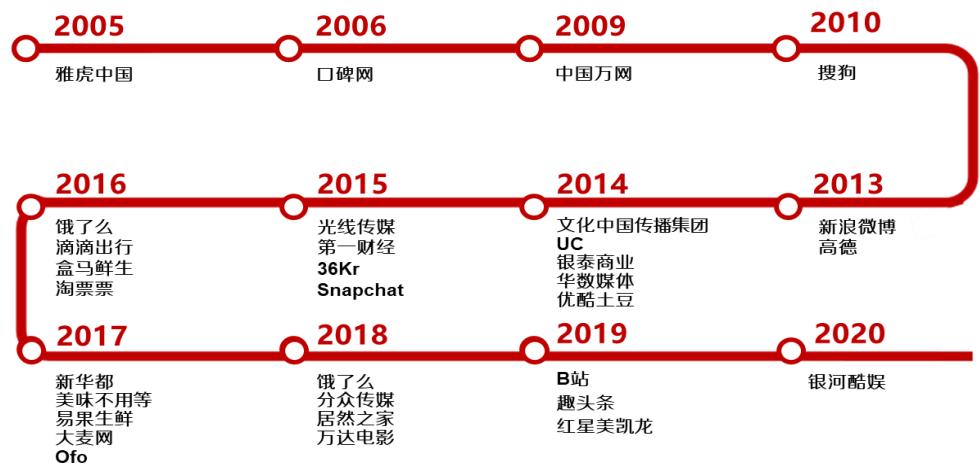 2005
雅虎中国
2006
口碑网
2009
中国万网
2010
搜狗
2013
新浪微博
高德
2014
文化中国传播集团
UC
银泰商业
华数媒体
优酷土豆
2015
光线传媒
第一财经
36Kr
Snapchat
2016
饿了么
滴滴出行
盒马鲜生
淘票票
2017
新华都
美味不用等
易果生鲜
大麦网
Ofo
2018
饿了么
分众传媒
居然之家
万达电影
2019
B站
趣头条
红星美凯龙
2020
银河酷娱